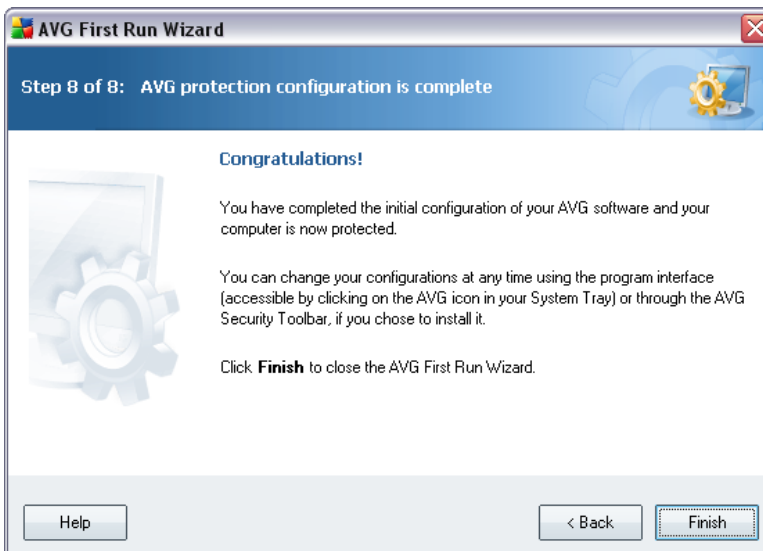 AVG First Run Wizard
Step 8 of 8: AVG protection configuration is complete
Congratulations!
You have completed the initial configuration of your AVG software and your
computer is now protected.
You can change your configurations at any time using the program interface
(accessible by clicking on the AVG icon in your System Tray) or through the AVG
Security Toolbar, if you chose to install it.
Click Finish to close the AVG First Run Wizard.
Help
< Back
Finish